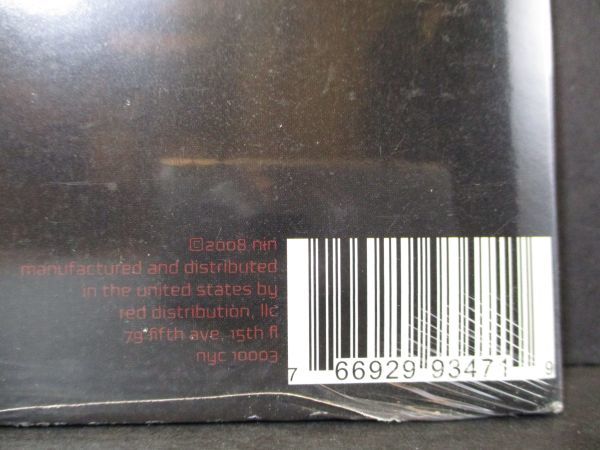 ©2008 nin
manufactured and distributed
in the united states by
red distribution, llc
79 fifth ave, 15th fl
nyc 10003
7 66929 93471 9